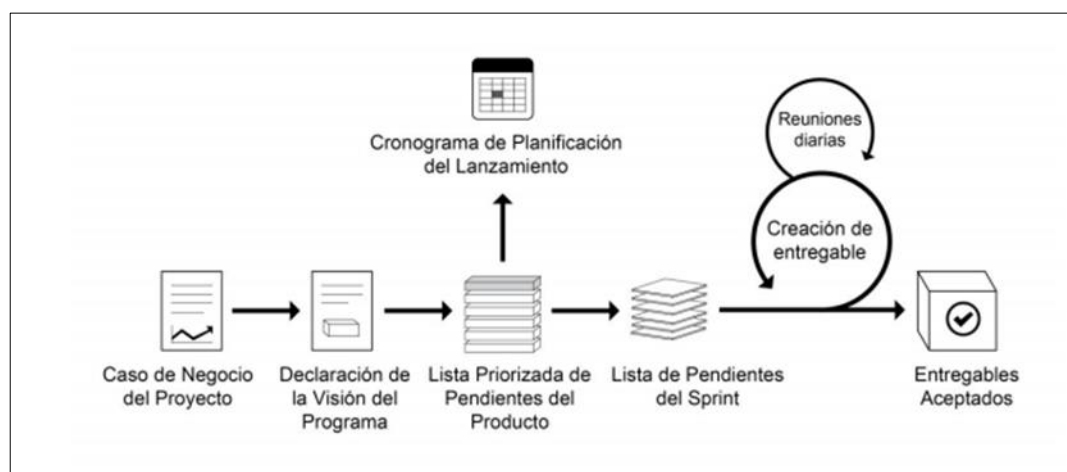 Reuniones
diarias
Cronograma de Planificación
del Lanzamiento
Creación de
entregable
Caso de Negocio
del Proyecto
Declaración de
la Visión del
Programa
Lista Priorizada de
Pendientes del
Producto
Lista de Pendientes
del Sprint
Entregables
Aceptados